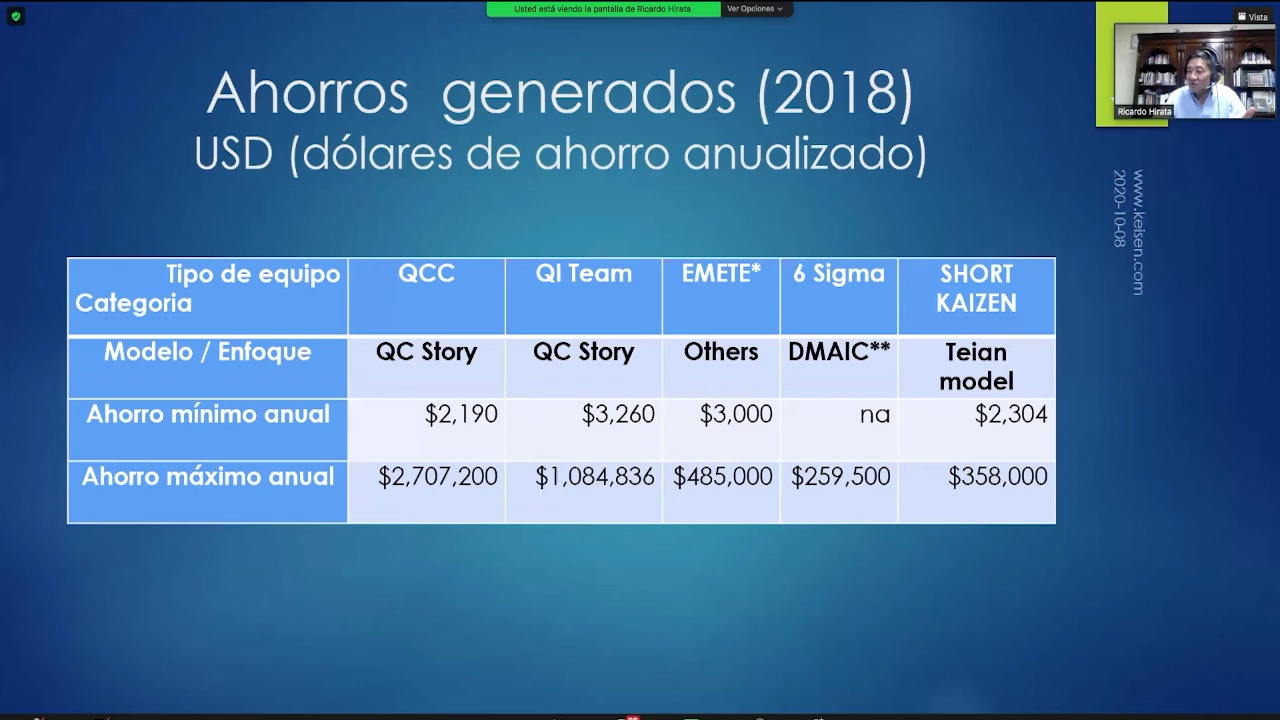 Usted está viendo la pantalla de Ricardo Hirata
Ver Opciones
Vista
Ricardo Hirata
Ahorros generados (2018)
USD (dólares de ahorro anualizado)
www.keisen.com
2020-10-08
Tipo de equipo
Categoria
QCC
QI Team
EMETE*
6 Sigma
SHORT
KAIZEN
Modelo / Enfoque
QC Story
QC Story
Others
DMAIC**
Teian
model
Ahorro mínimo anual
$2,190
$3,260
$3,000
na
$2,304
Ahorro máximo anual
$2,707,200
$1,084,836
$485,000
$259,500
$358,000